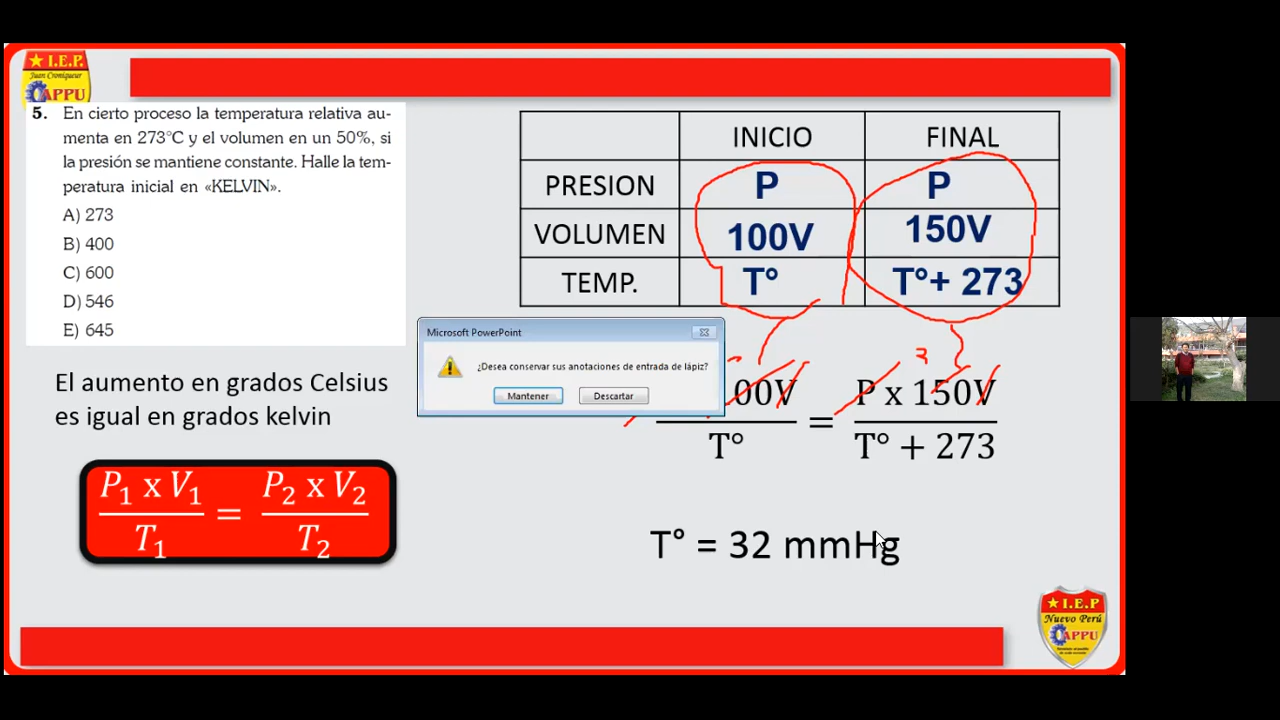 ★ I.E.P.
Juan Croniqueur
CAPPU
5. En cierto proceso la temperatura relativa au-
menta en 273°C y el volumen en un 50%, si
la presión se mantiene constante. Halle la tem-
peratura inicial en «KELVIN».
A) 273
B) 400
C) 600
D) 546
E) 645
El aumento en grados Celsius
es igual en grados kelvin
P₁ x V₁ / T₁ = P₂ x V₂ / T₂
INICIO FINAL
PRESION P P
VOLUMEN 100V 150V
TEMP. T° T°+ 273
Microsoft PowerPoint
¿Desea conservar sus anotaciones de entrada de lápiz?
Mantener Descartar
3
00V / T° = P x 150V / T° + 273
T° = 32 mmHg
★ I.E.P
Nuevo Perú
CAPPU